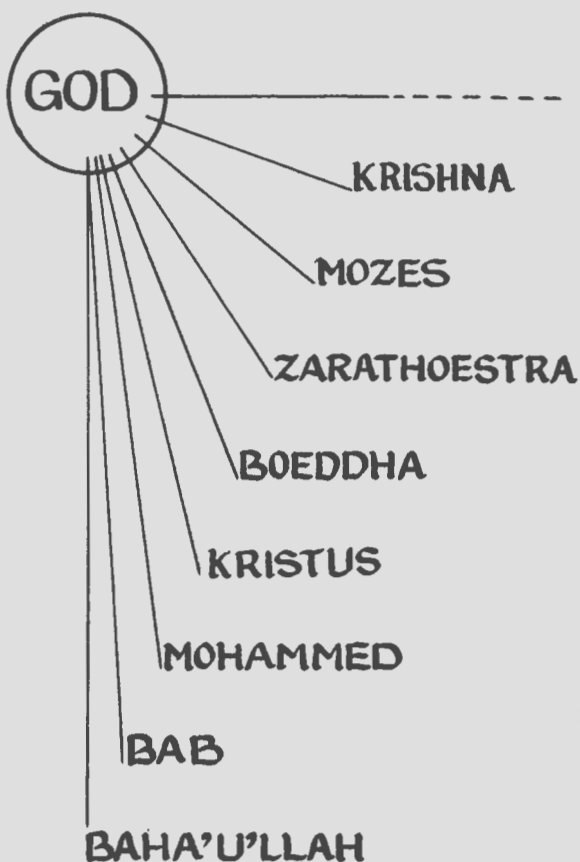 GOD
KRISHNA
MOZES
ZARATHOESTRA
BOEDDHA
KRISTUS
MOHAMMED
BAB
BAHA'U'LLAH